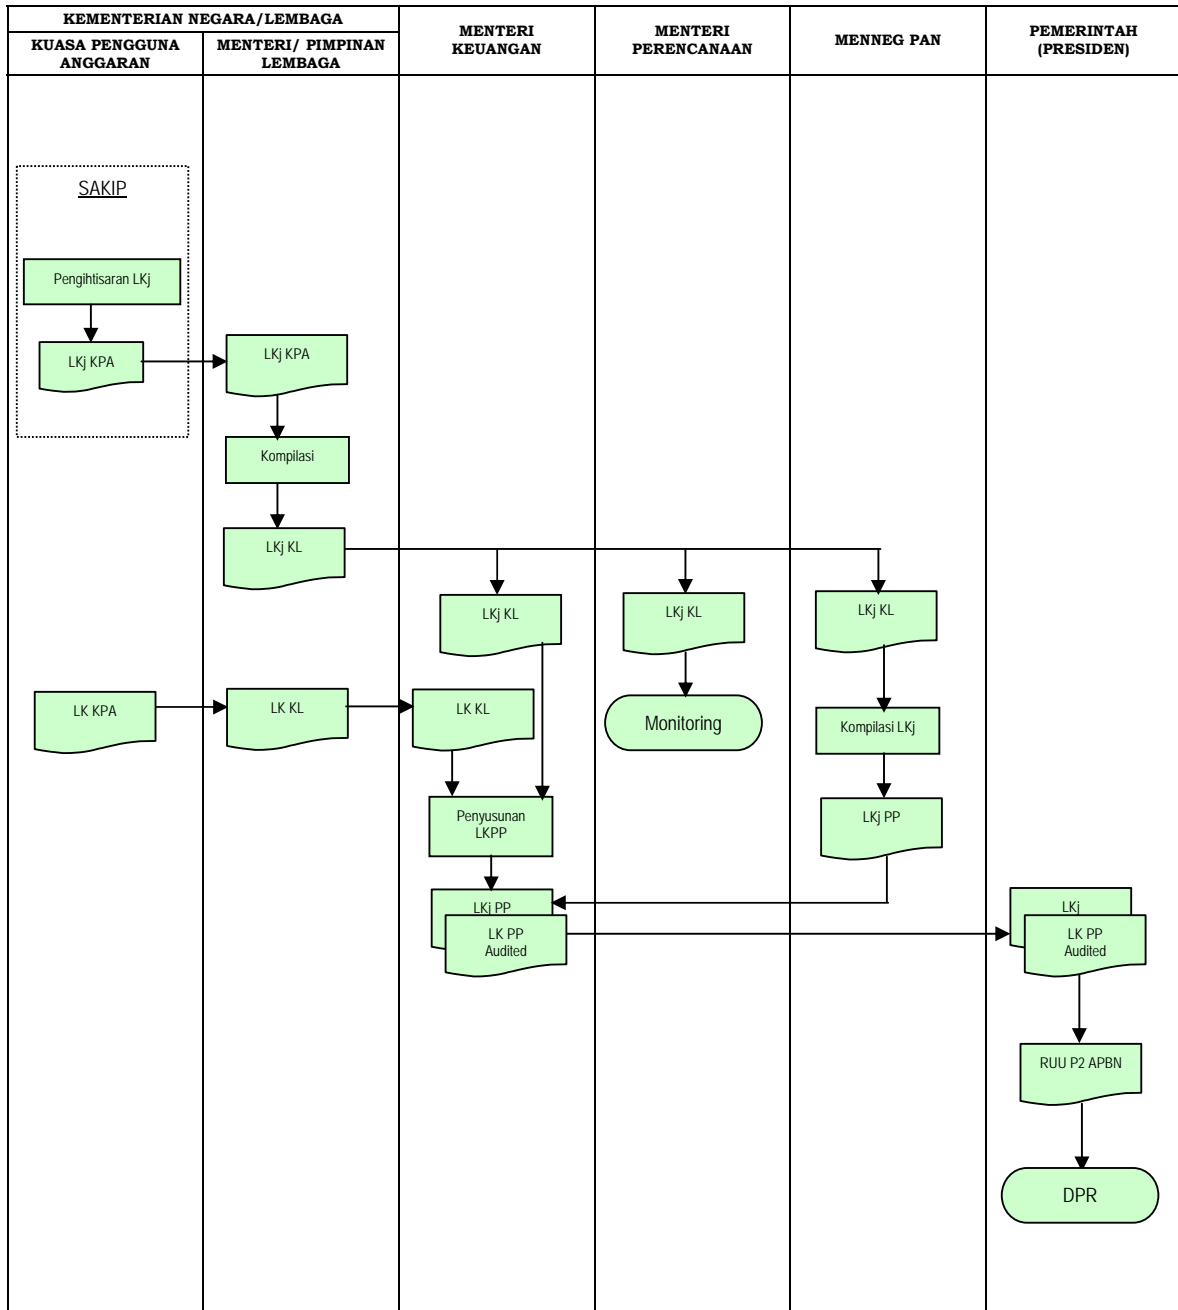 KEMENTERIAN NEGARA/LEMBAGA
KUASA PENGGUNA
ANGGARAN
MENTERI/ PIMPINAN
LEMBAGA
MENTERI
KEUANGAN
MENTERI
PERENCANAAN
MENNEG PAN
PEMERINTAH
(PRESIDEN)
SAKIP
Pengihtisaran LKj
LKj KPA
LKj KPA
Kompilasi
LKj KL
LKj KL
LKj KL
LKj KL
LK KPA
LK KL
LK KL
Monitoring
Kompilasi LKj
Penyusunan
LKPP
LKj PP
LKj PP
LK PP
Audited
LKj
LK PP
Audited
RUU P2 APBN
DPR